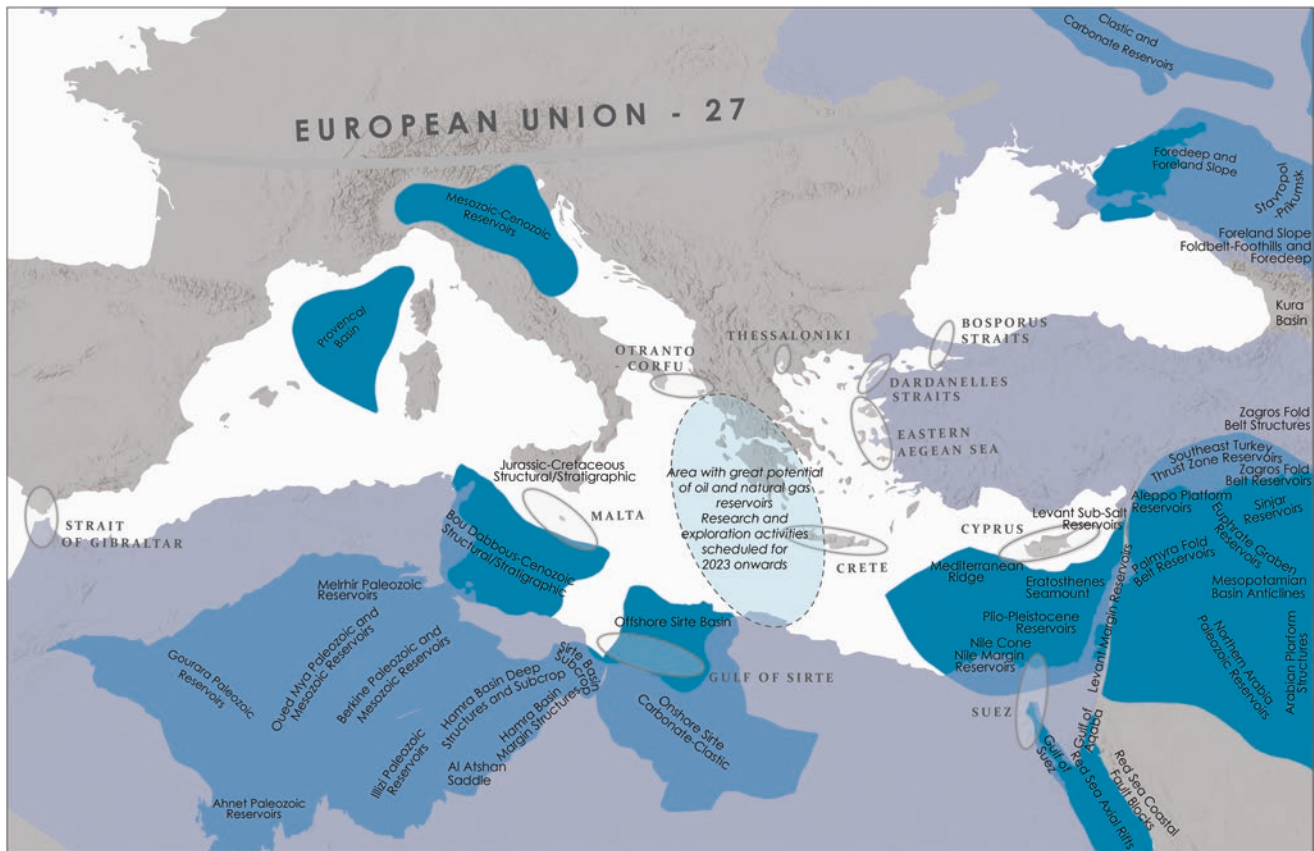 Clastic and
Carbonate Reservoirs
EUROPEAN UNION - 27
Foredeep and
Foreland Slope
Stavropol
-Prikumsk
Mesozoic-Cenozoic
Reservoirs
Foreland Slope
Foldbelt-Foothills and
Foredeep
Provencal
Basin
Kura
Basin
THESSALONIKI
BOSPORUS
STRAITS
OTRANTO
- CORFU
DARDANELLES
STRAITS
EASTERN
AEGEAN SEA
Zagros Fold
Belt Structures
Southeast Turkey
Thrust Zone Reservoirs
Zagros Fold
Belt Reservoirs
Jurassic-Cretaceous
Structural/Stratigraphic
Area with great potential
of oil and natural gas
reservoirs
Research and
exploration activities
scheduled for
2023 onwards
Aleppo Platform
Reservoirs
Sinjar
Reservoirs
STRAIT
OF GIBRALTAR
MALTA
CRETE
CYPRUS
Levant Sub-Salt
Reservoirs
Euphrate Graben
Reservoirs
Palmyra Fold
Belt Reservoirs
Bou Dabbous-Cenozoic
Structural/Stratigraphic
Mediterranean
Ridge
Eratosthenes
Seamount
Mesopotamian
Basin Anticlines
Melrhir Paleozoic
Reservoirs
Plio-Pleistocene
Reservoirs
Levant Margin Reservoirs
Offshore Sirte Basin
Nile Cone
Nile Margin
Reservoirs
Northern Arabia
Paleozoic Reservoirs
Arabian Plarform
Structures
Gourara Paleozoic
Reservoirs
Oued Mya Paleozoic and
Mesozoic Reservoirs
Berkine Paleozoic and
Mesozoic Reservoirs
Hamra Basin Deep
Structures and Subcrop
Sirte Basin
Subcrop
Hamra Basin
Margin Structures
GULF OF SIRTE
SUEZ
Onshore Sirte
Carbonate-Clastic
Illizi Paleozoic
Reservoirs
Al Atshan
Saddle
Gulf of
Suez
Gulf of
Aqaba
Red Sea Axial Rifts
Red Sea Coastal
Fault Blocks
Ahnet Paleozoic
Reservoirs